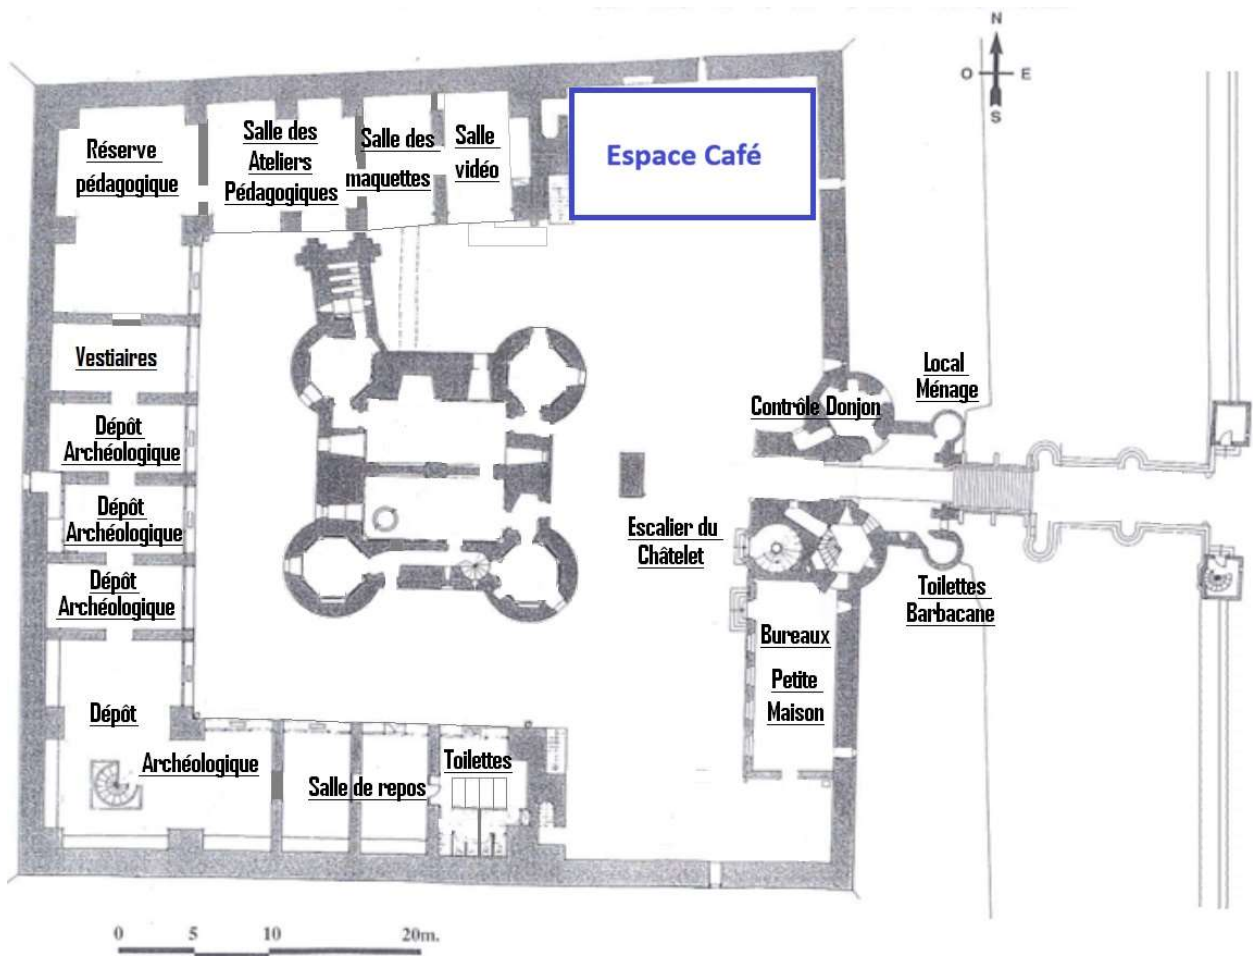 N
O E
S
Réserve
pédagogique
Salle des
Ateliers
Pédagogiques
Salle des
maquettes
Salle
vidéo
Espace Café
Vestiaires
Dépôt
Archéologique
Dépôt
Archéologique
Dépôt
Archéologique
Dépôt
Archéologique
Salle de repos
Toilettes
Contrôle Donjon
Local
Ménage
Escalier du
Châtelet
Toilettes
Barbacane
Bureaux
Petite
Maison
0 5 10 20m.